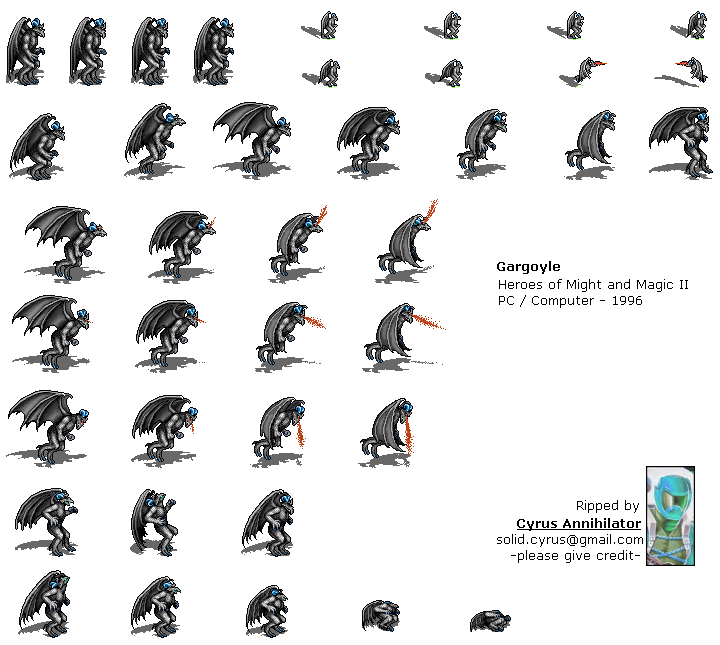 Gargoyle
Heroes of Might and Magic II
PC / Computer - 1996
Ripped by
Cyrus Annihilator
solid.cyrus@gmail.com
-please give credit-